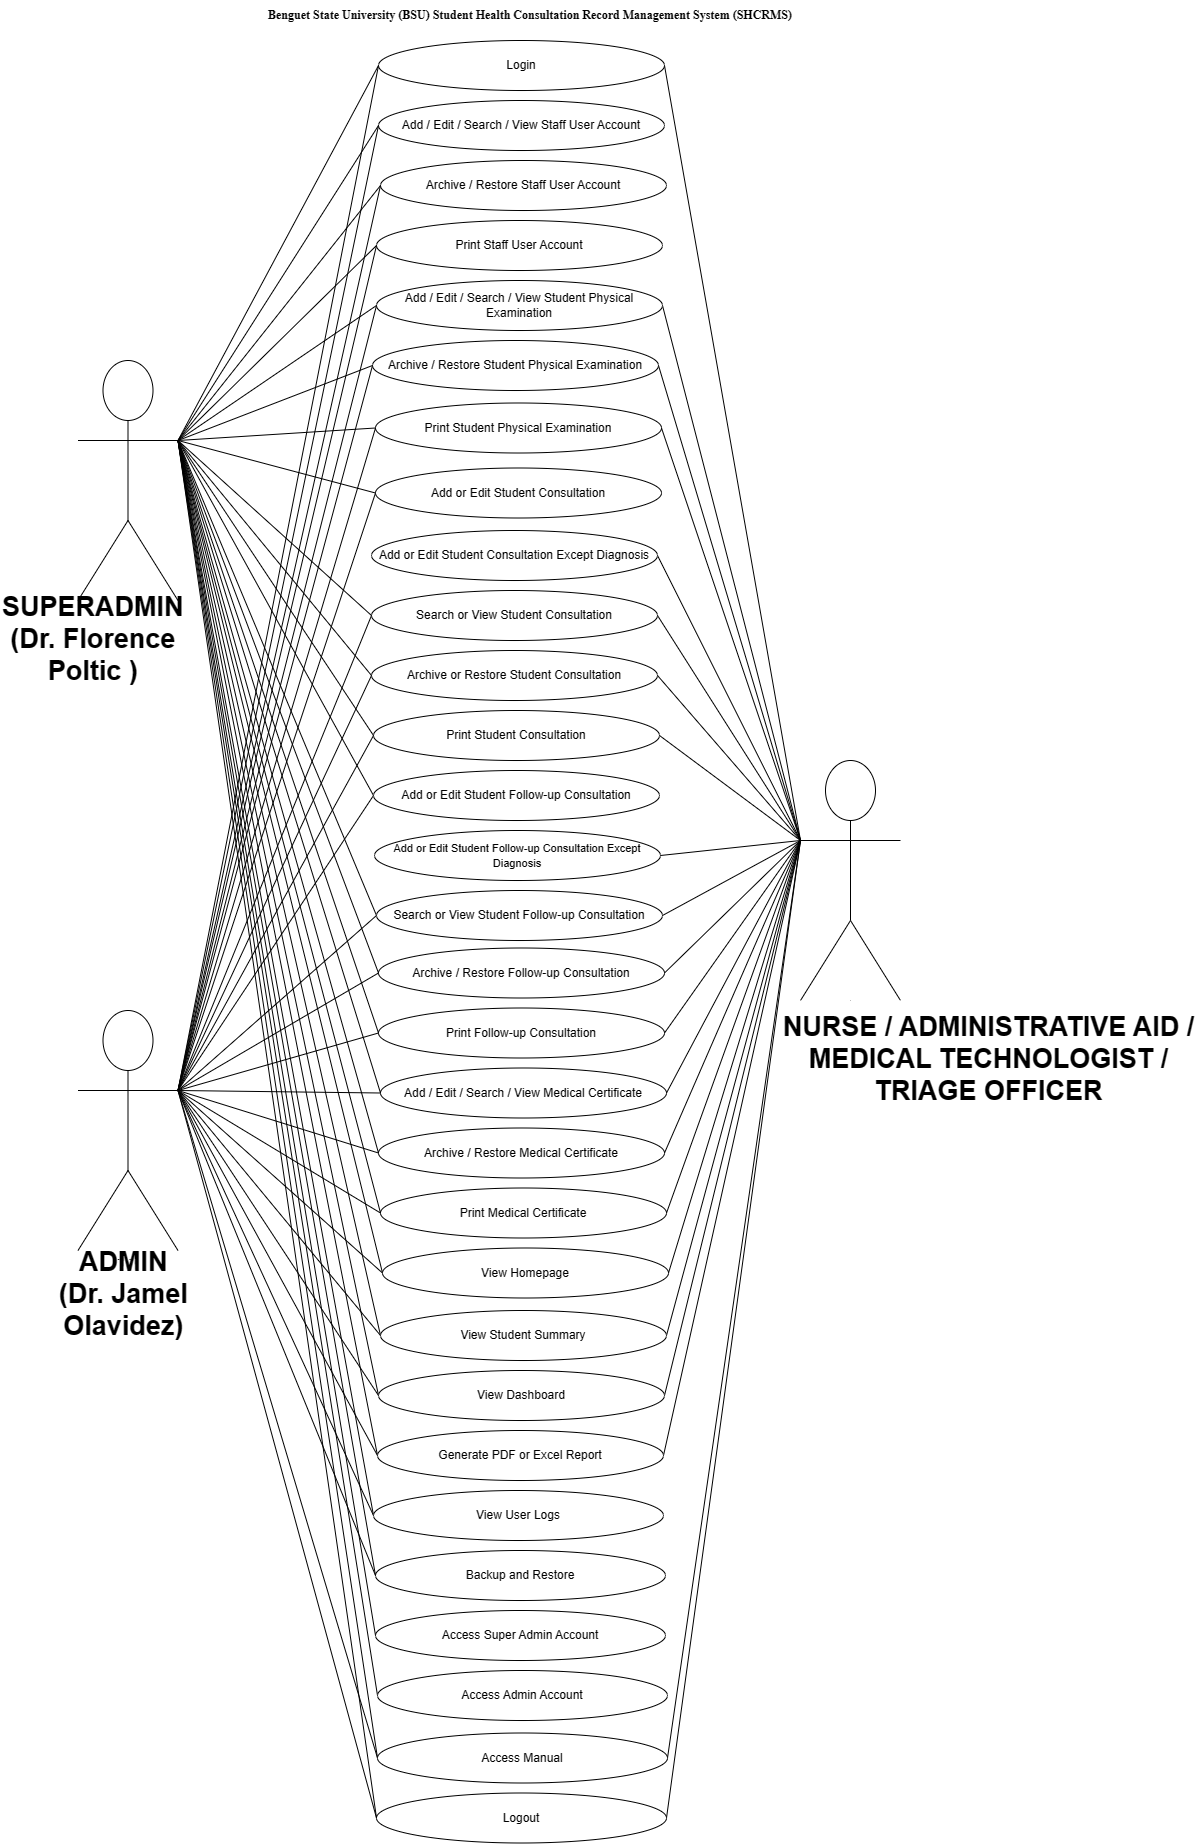 Benguet State University (BSU) Student Health Consultation Record Management System (SHCRMS)
Login
Add / Edit / Search / View Staff User Account
Archive / Restore Staff User Account
Print Staff User Account
Add / Edit / Search / View Student Physical
Examination
Archive / Restore Student Physical Examination
Print Student Physical Examination
Add or Edit Student Consultation
Add or Edit Student Consultation Except Diagnosis
SUPERADMIN
(Dr. Florence
Poltic )
Search or View Student Consultation
Archive or Restore Student Consultation
Print Student Consultation
Add or Edit Student Follow-up Consultation
Add or Edit Student Follow-up Consultation Except
Diagnosis
Search or View Student Follow-up Consultation
Archive / Restore Follow-up Consultation
Print Follow-up Consultation
NURSE / ADMINISTRATIVE AID /
MEDICAL TECHNOLOGIST /
TRIAGE OFFICER
Add / Edit / Search / View Medical Certificate
Archive / Restore Medical Certificate
Print Medical Certificate
ADMIN
(Dr. Jamel
Olavidez)
View Homepage
View Student Summary
View Dashboard
Generate PDF or Excel Report
View User Logs
Backup and Restore
Access Super Admin Account
Access Admin Account
Access Manual
Logout